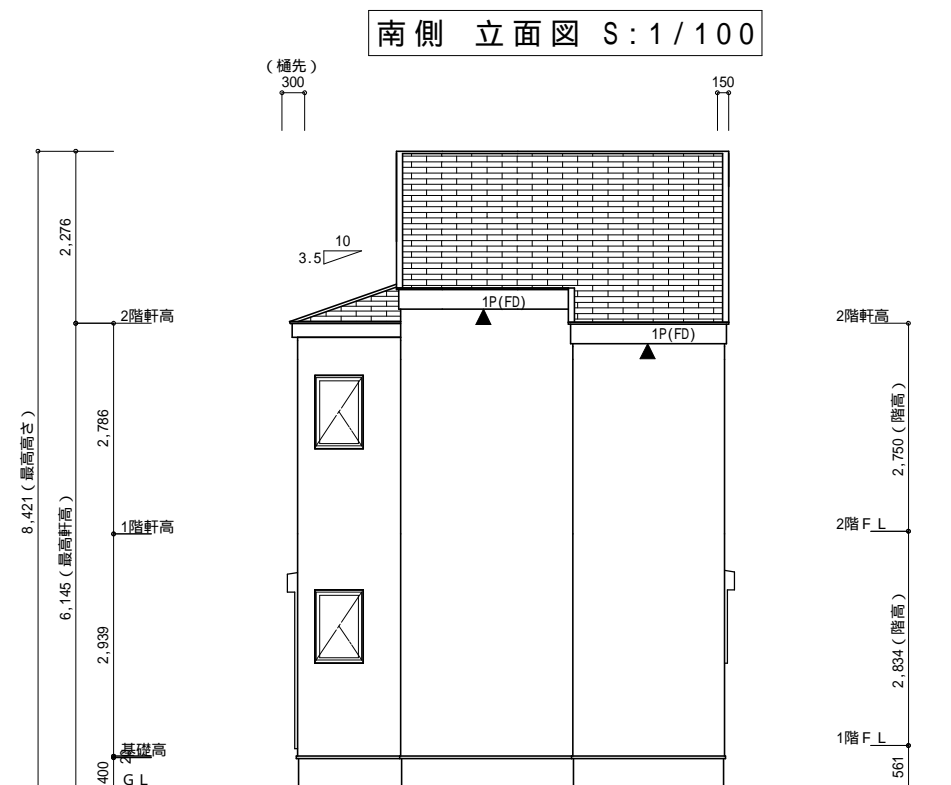 南側 立面図 S:1/100
(樋先)
300
150
2,276
10
3.5
1P(FD)
1P(FD)
2階軒高
2階軒高
2,786
8,421(最高高さ)
6,145(最高軒高)
2,750(階高)
1階軒高
2階FL
2,939
2,834(階高)
基礎高
1階FL
400
GL
561